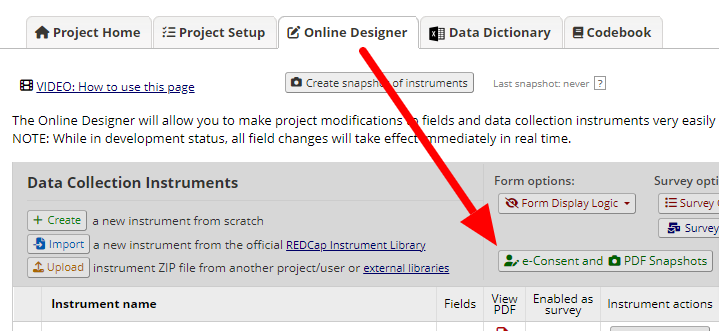 Project Home Project Setup Online Designer Data Dictionary Codebook
VIDEO: How to use this page Create snapshot of instruments Last snapshot: never ?
The Online Designer will allow you to make project modifications to fields and data collection instruments very easily
NOTE: While in development status, all field changes will take effect immediately in real time.
Data Collection Instruments Form options: Survey opti
Create a new instrument from scratch Form Display Logic Survey
Import a new instrument from the official REDCap Instrument Library Survey
Upload instrument ZIP file from another project/user or external libraries e-Consent and PDF Snapshots
Instrument name Fields View PDF Enabled as survey Instrument actions